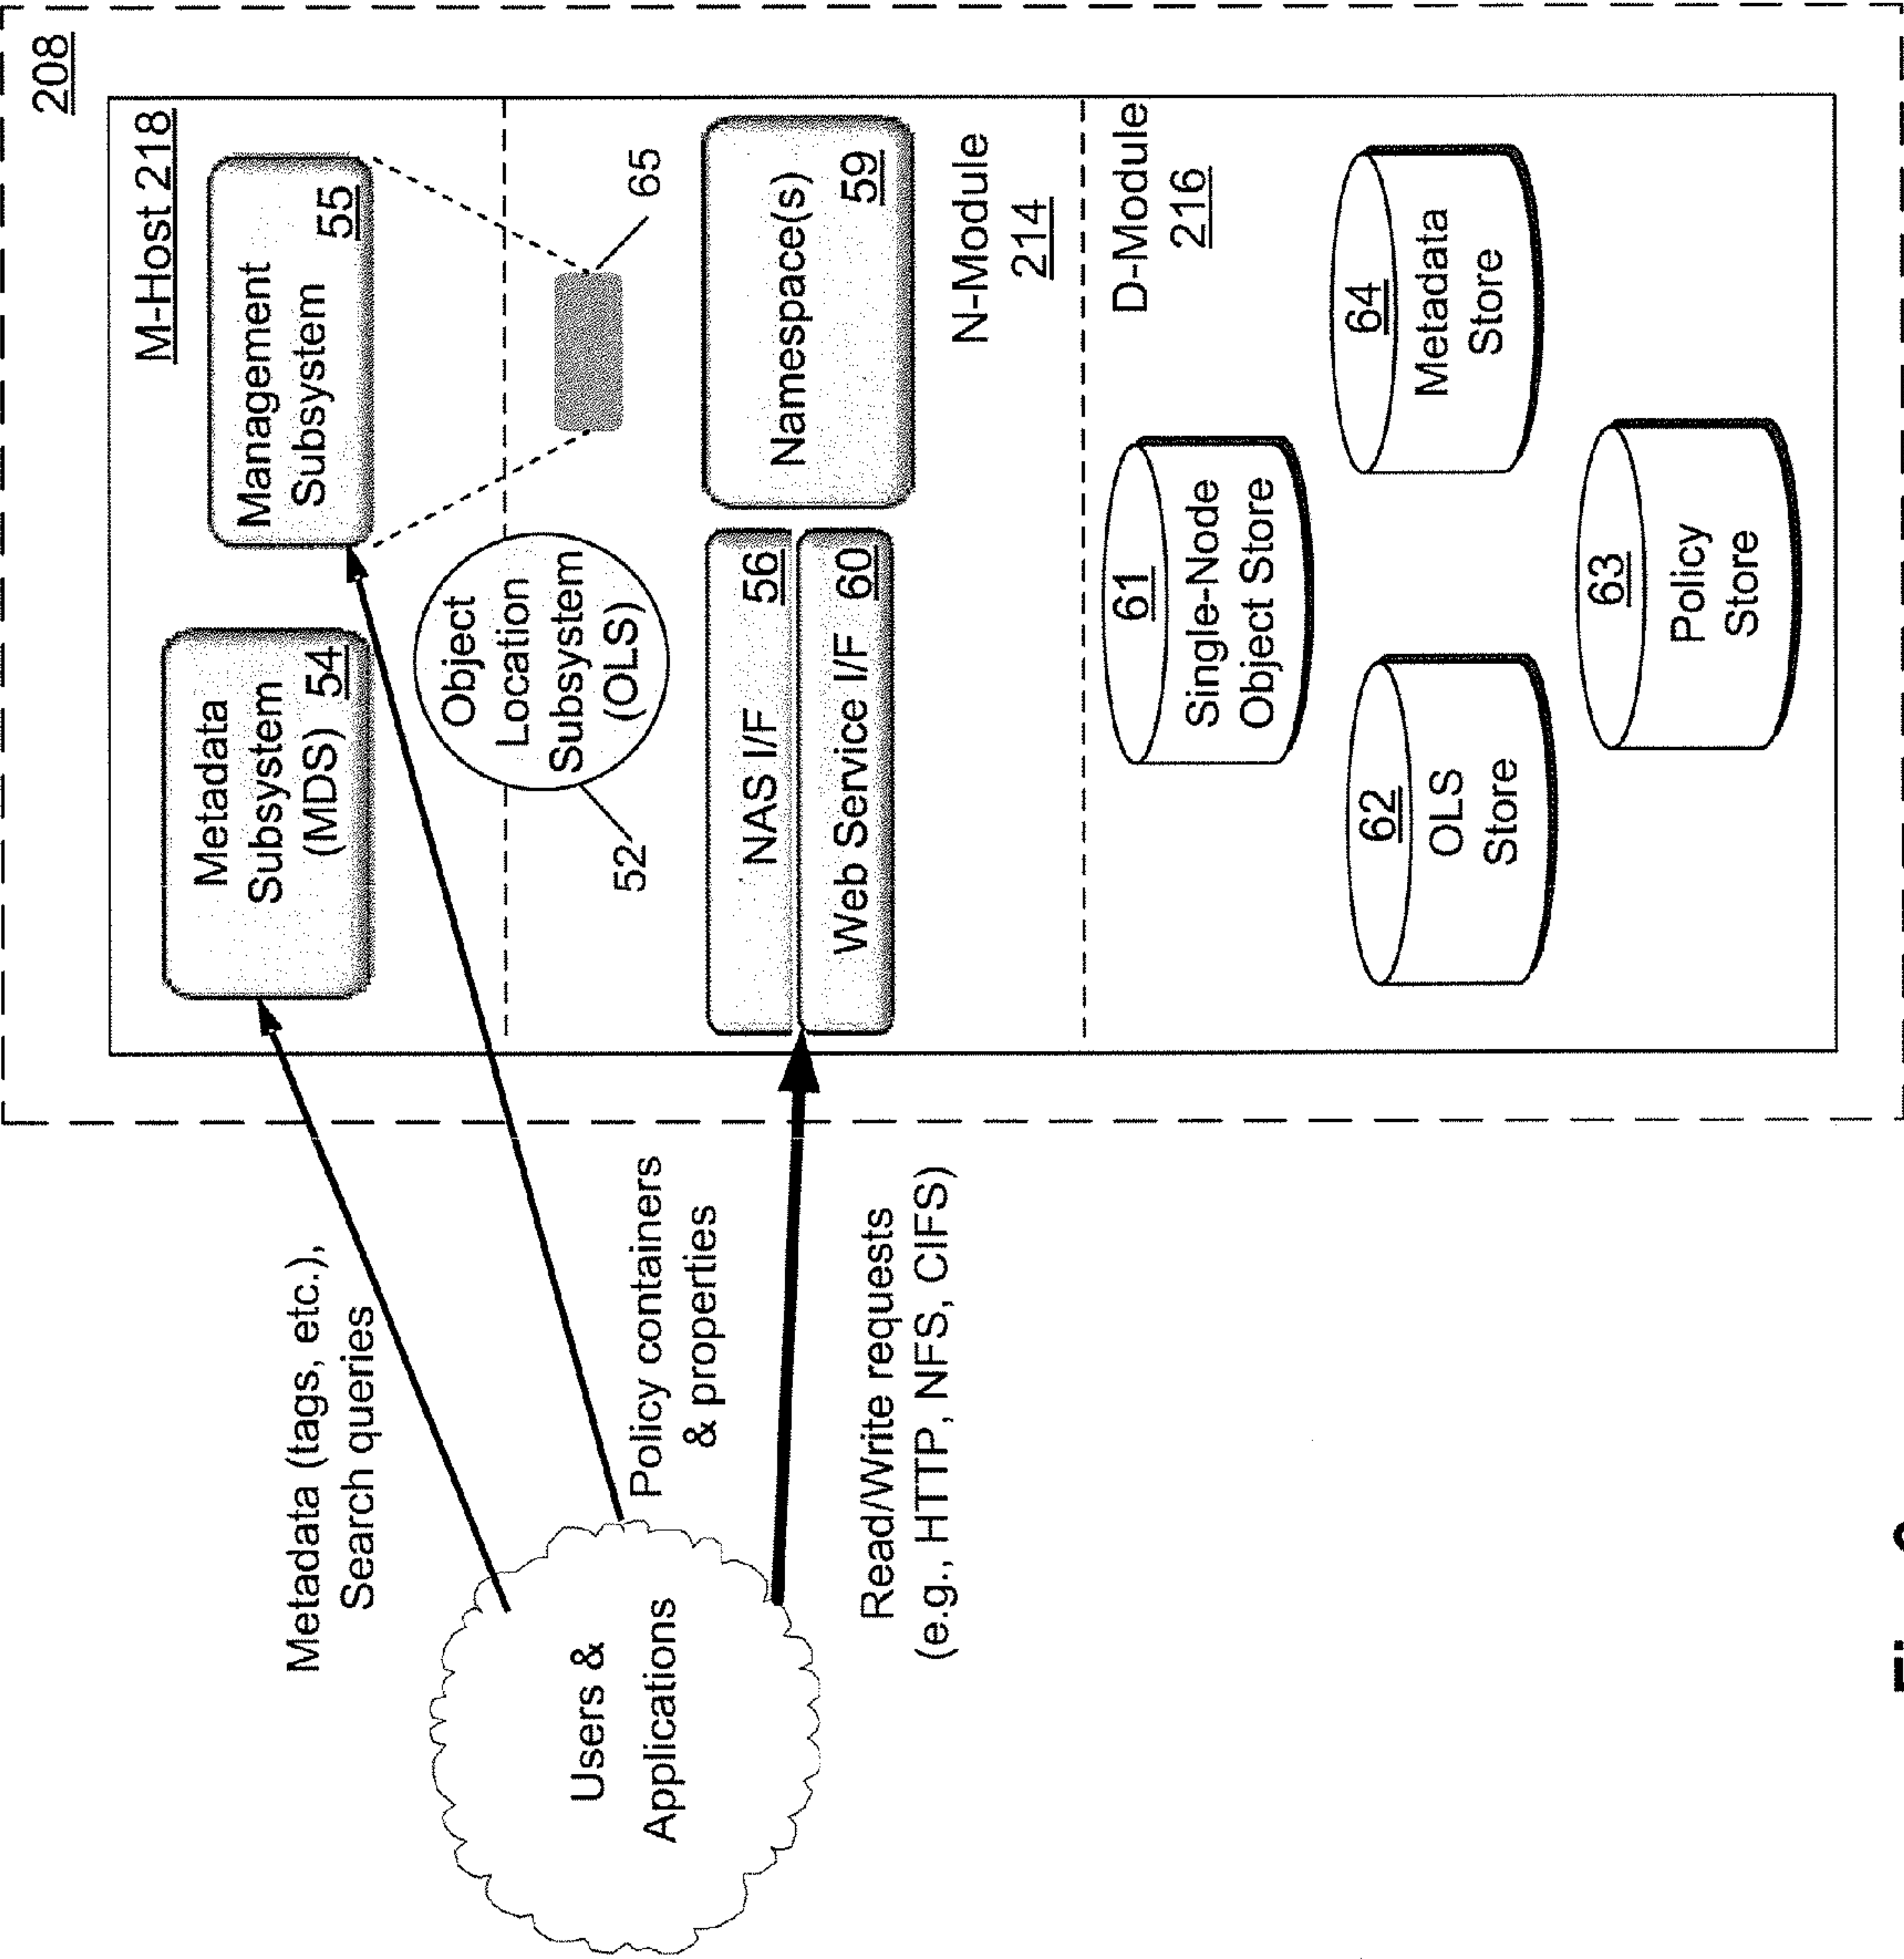 208
M-Host 218
Metadata
Subsystem
(MDS) 54
Management
Subsystem
55
Object
Location
Subsystem
(OLS)
52
65
NAS I/F 56
Web Service I/F 60
Namespace(s)
59
N-Module
214
D-Module
216
61
Single-Node
Object Store
62
OLS
Store
63
Policy
Store
64
Metadata
Store
Metadata (tags, etc.),
Search queries
Policy containers
& properties
Read/Write requests
(e.g., HTTP, NFS, CIFS)
Users &
Applications